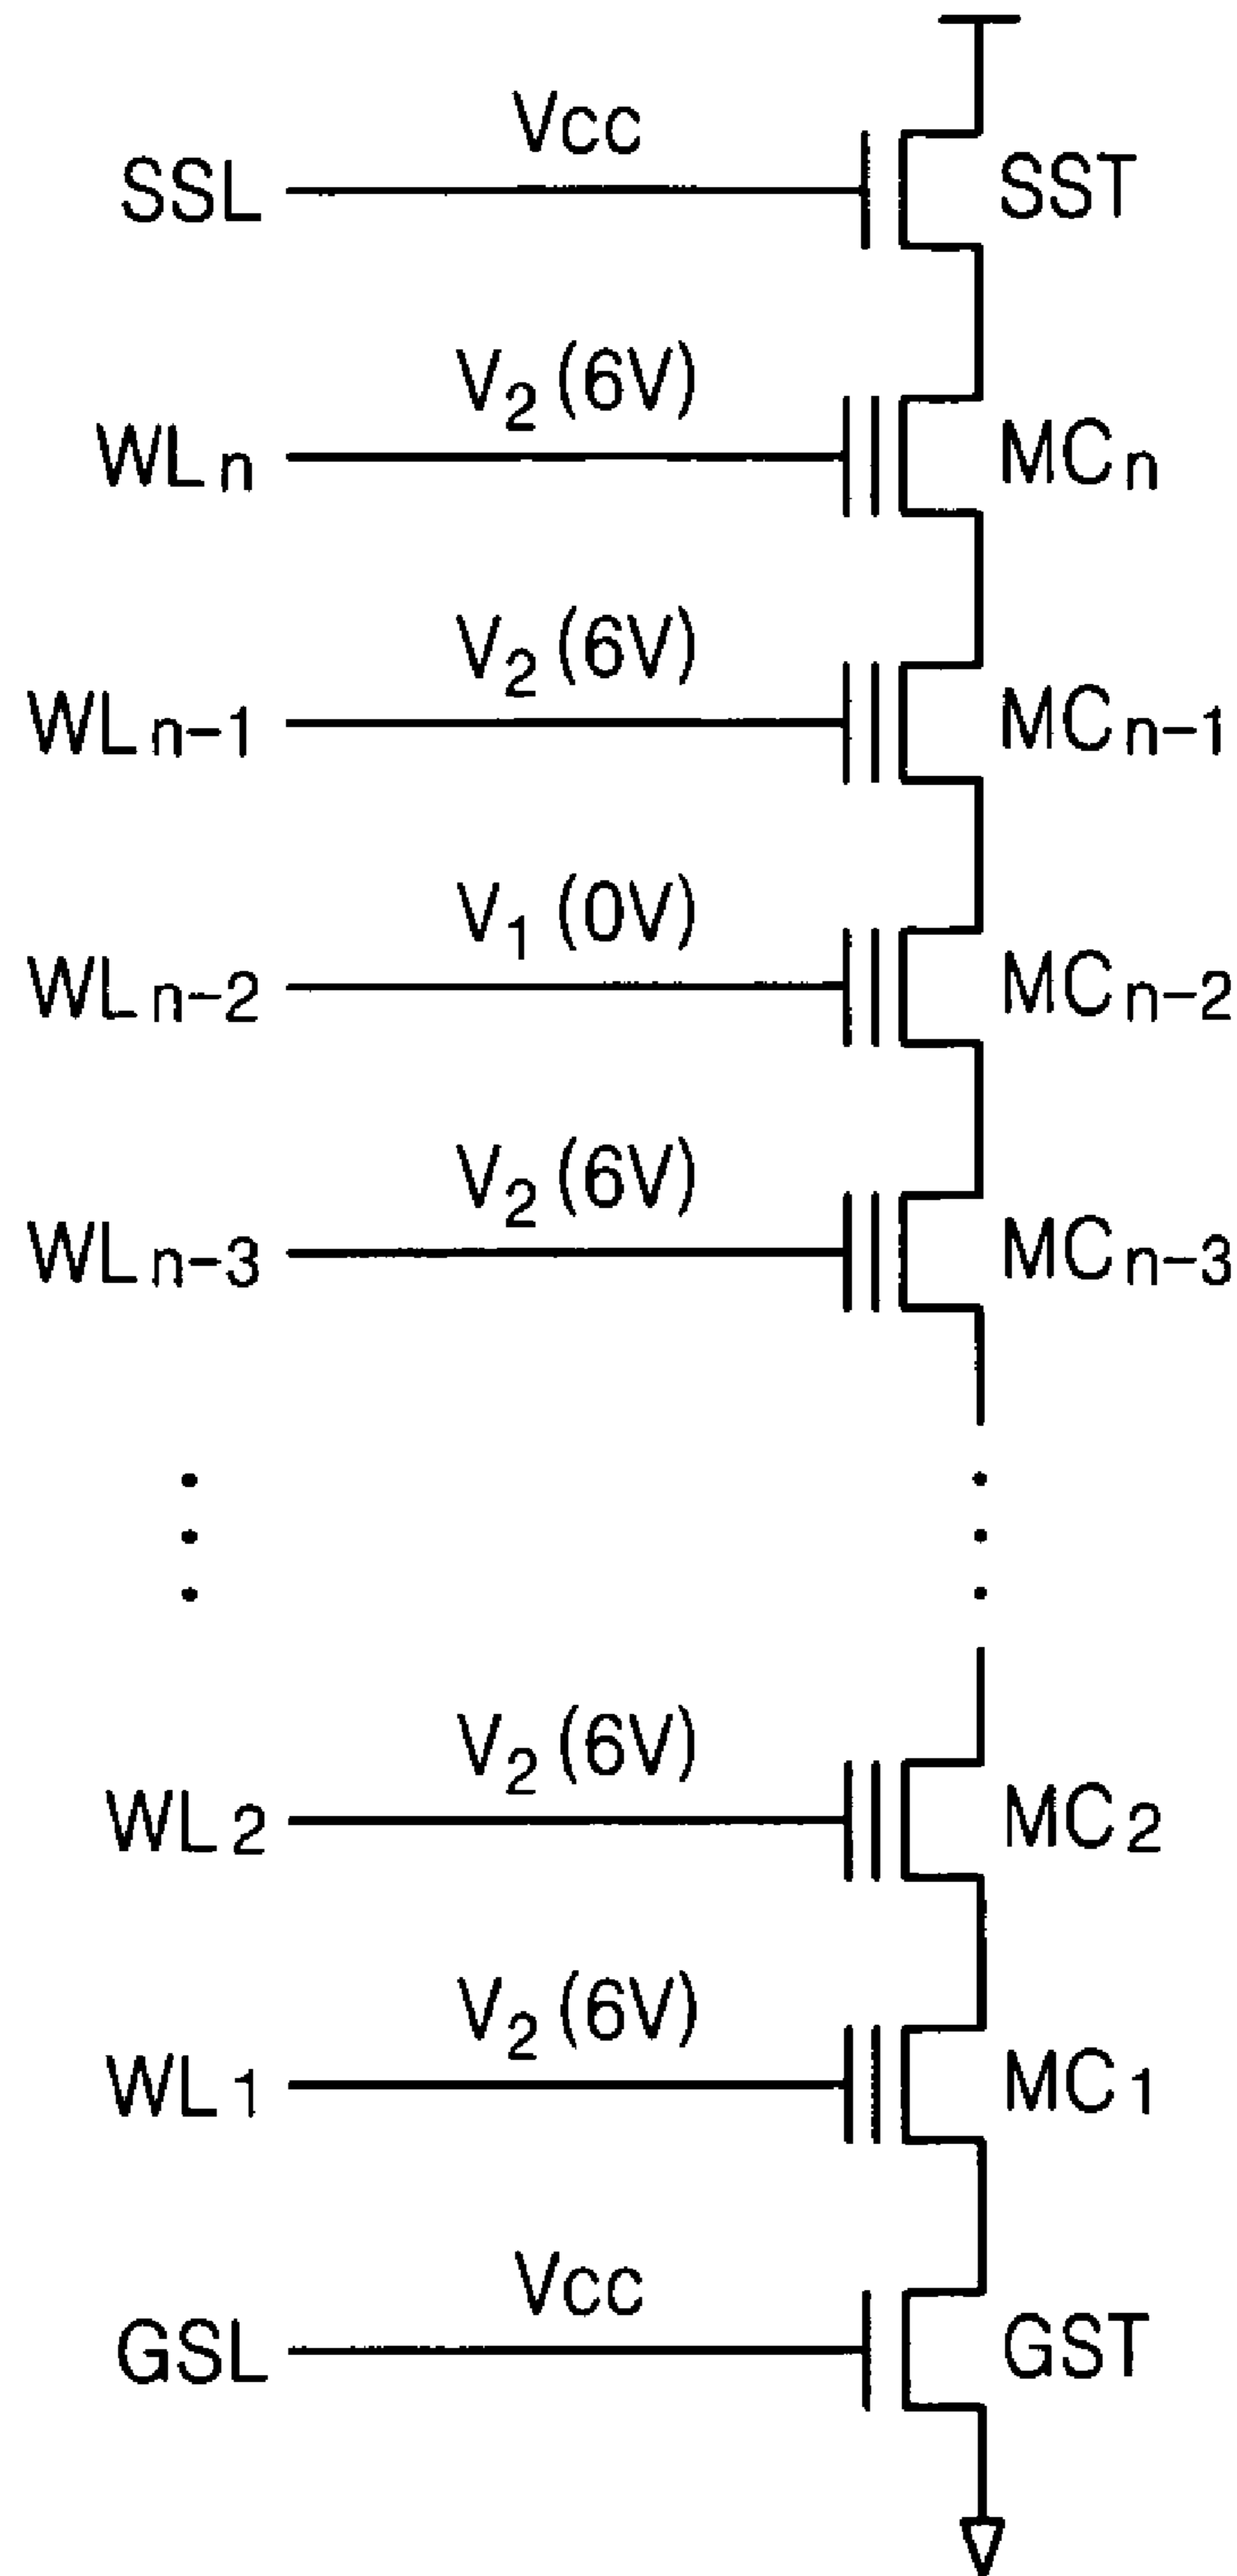 Vcc
SSL SST
V₂ (6V)
WLn MCn
V₂ (6V)
WLn-1 MCn-1
V₁ (0V)
WLn-2 MCn-2
V₂ (6V)
WLn-3 MCn-3
V₂ (6V)
WL2 MC2
V₂ (6V)
WL1 MC1
Vcc
GSL GST